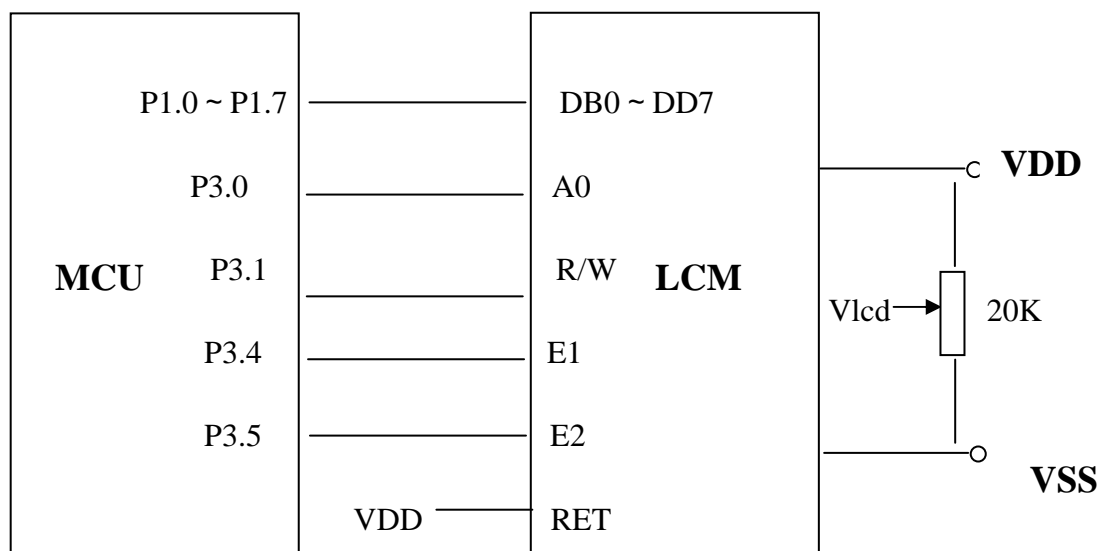 P1.0 ~ P1.7 DB0 ~ DD7
VDD
P3.0 A0
MCU P3.1 R/W LCM
Vlcd 20K
P3.4 E1
P3.5 E2
VSS
VDD RET